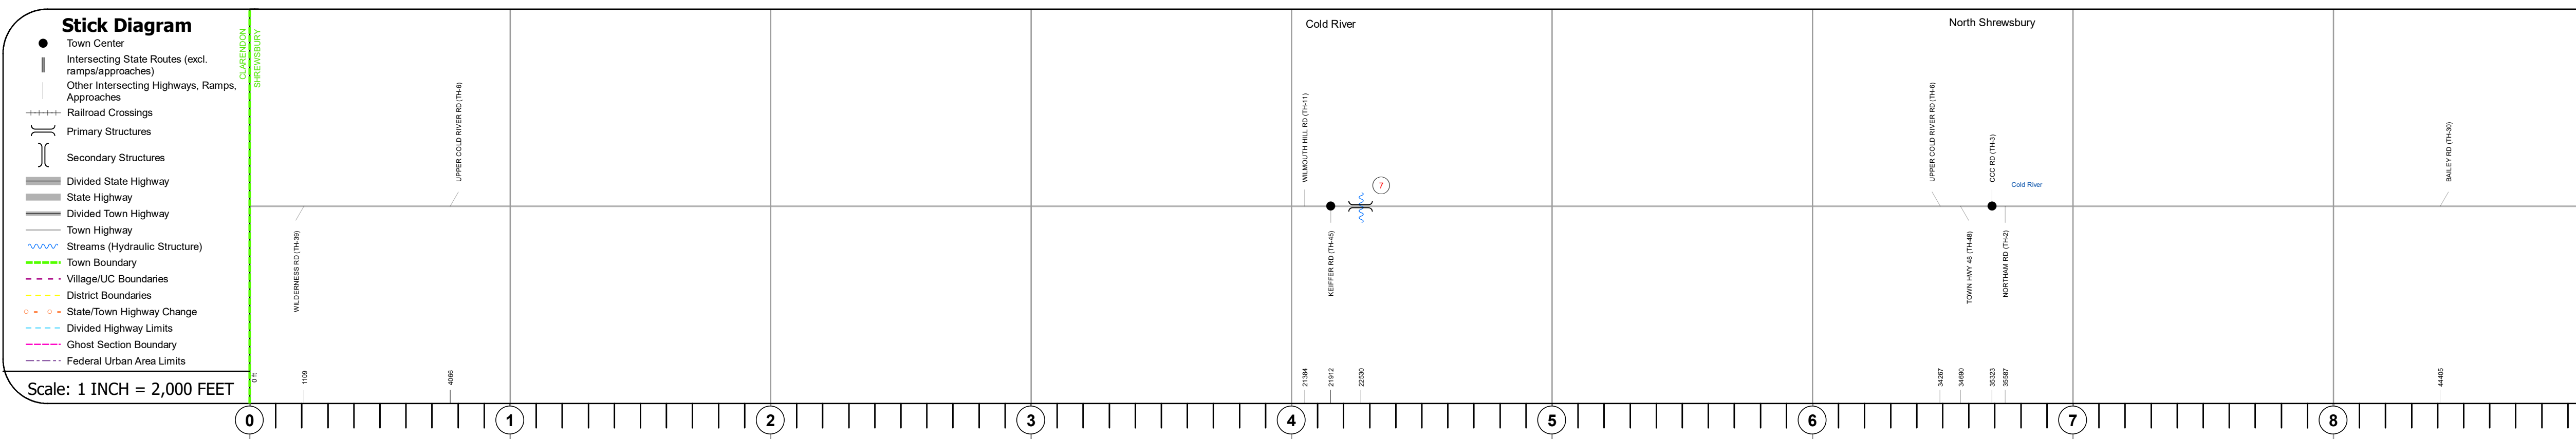 Stick Diagram
Town Center
Intersecting State Routes (excl.
ramps/approaches)
Other Intersecting Highways, Ramps,
Approaches
Railroad Crossings
Primary Structures
Secondary Structures
Divided State Highway
State Highway
Divided Town Highway
Town Highway
Streams (Hydraulic Structure)
Town Boundary
Village/UC Boundaries
District Boundaries
State/Town Highway Change
Divided Highway Limits
Ghost Section Boundary
Federal Urban Area Limits
Scale: 1 INCH = 2,000 FEET
CLARENDON
SHREWSBURY
Cold River
North Shrewsbury
WILDERNESS RD (TH-39)
UPPER COLD RIVER RD (TH-6)
WILMOUTH HILL RD (TH-11)
KEIFFER RD (TH-45)
7
UPPER COLD RIVER RD (TH-6)
TOWN HWY 48 (TH-48)
CCC RD (TH-3)
NORTHAM RD (TH-2)
Cold River
BAILEY RD (TH-30)
0 ft
1109
4066
21384
21912
22530
34267
34690
35323
35587
44405
0
1
2
3
4
5
6
7
8